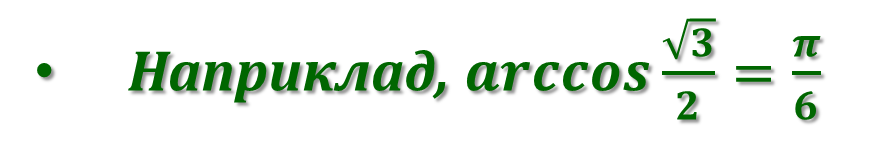 • Наприклад, arccos √3/2 = π/6